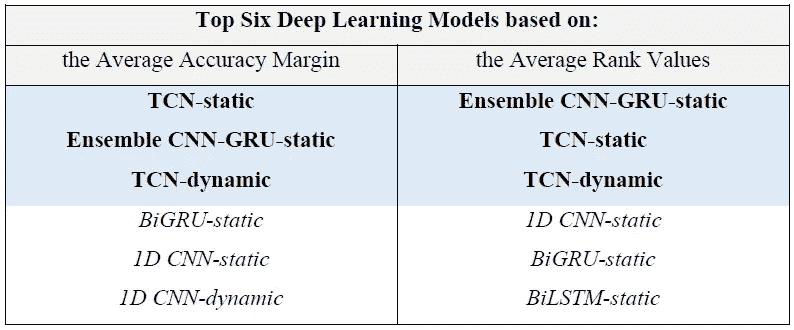 Top Six Deep Learning Models based on:
the Average Accuracy Margin the Average Rank Values
TCN-static Ensemble CNN-GRU-static
Ensemble CNN-GRU-static TCN-static
TCN-dynamic TCN-dynamic
BiGRU-static 1D CNN-static
1D CNN-static BiGRU-static
1D CNN-dynamic BiLSTM-static